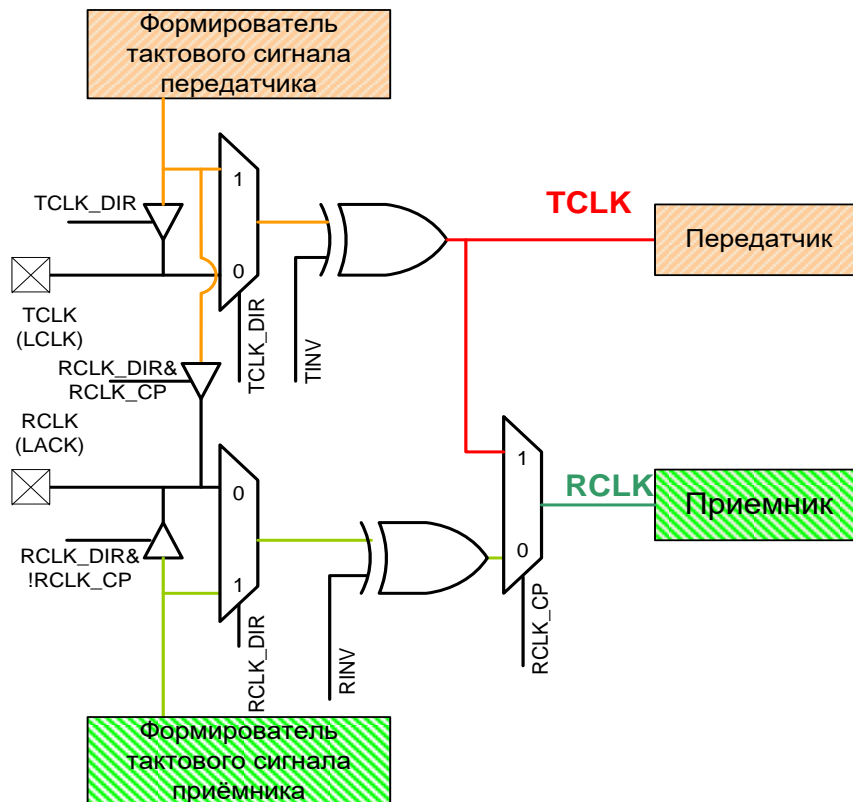 Формирователь
тактового сигнала
передатчика
1
TCLK_DIR
TCLK
Передатчик
0
TCLK
(LCLK)
TCLK_DIR
TINV
RCLK_DIR&
RCLK_CP
RCLK
(LACK)
1
0
RCLK
Приемник
RCLK_DIR&
!RCLK_CP
0
1
RCLK_DIR
RINV
RCLK_CP
Формирователь
тактового сигнала
приёмника